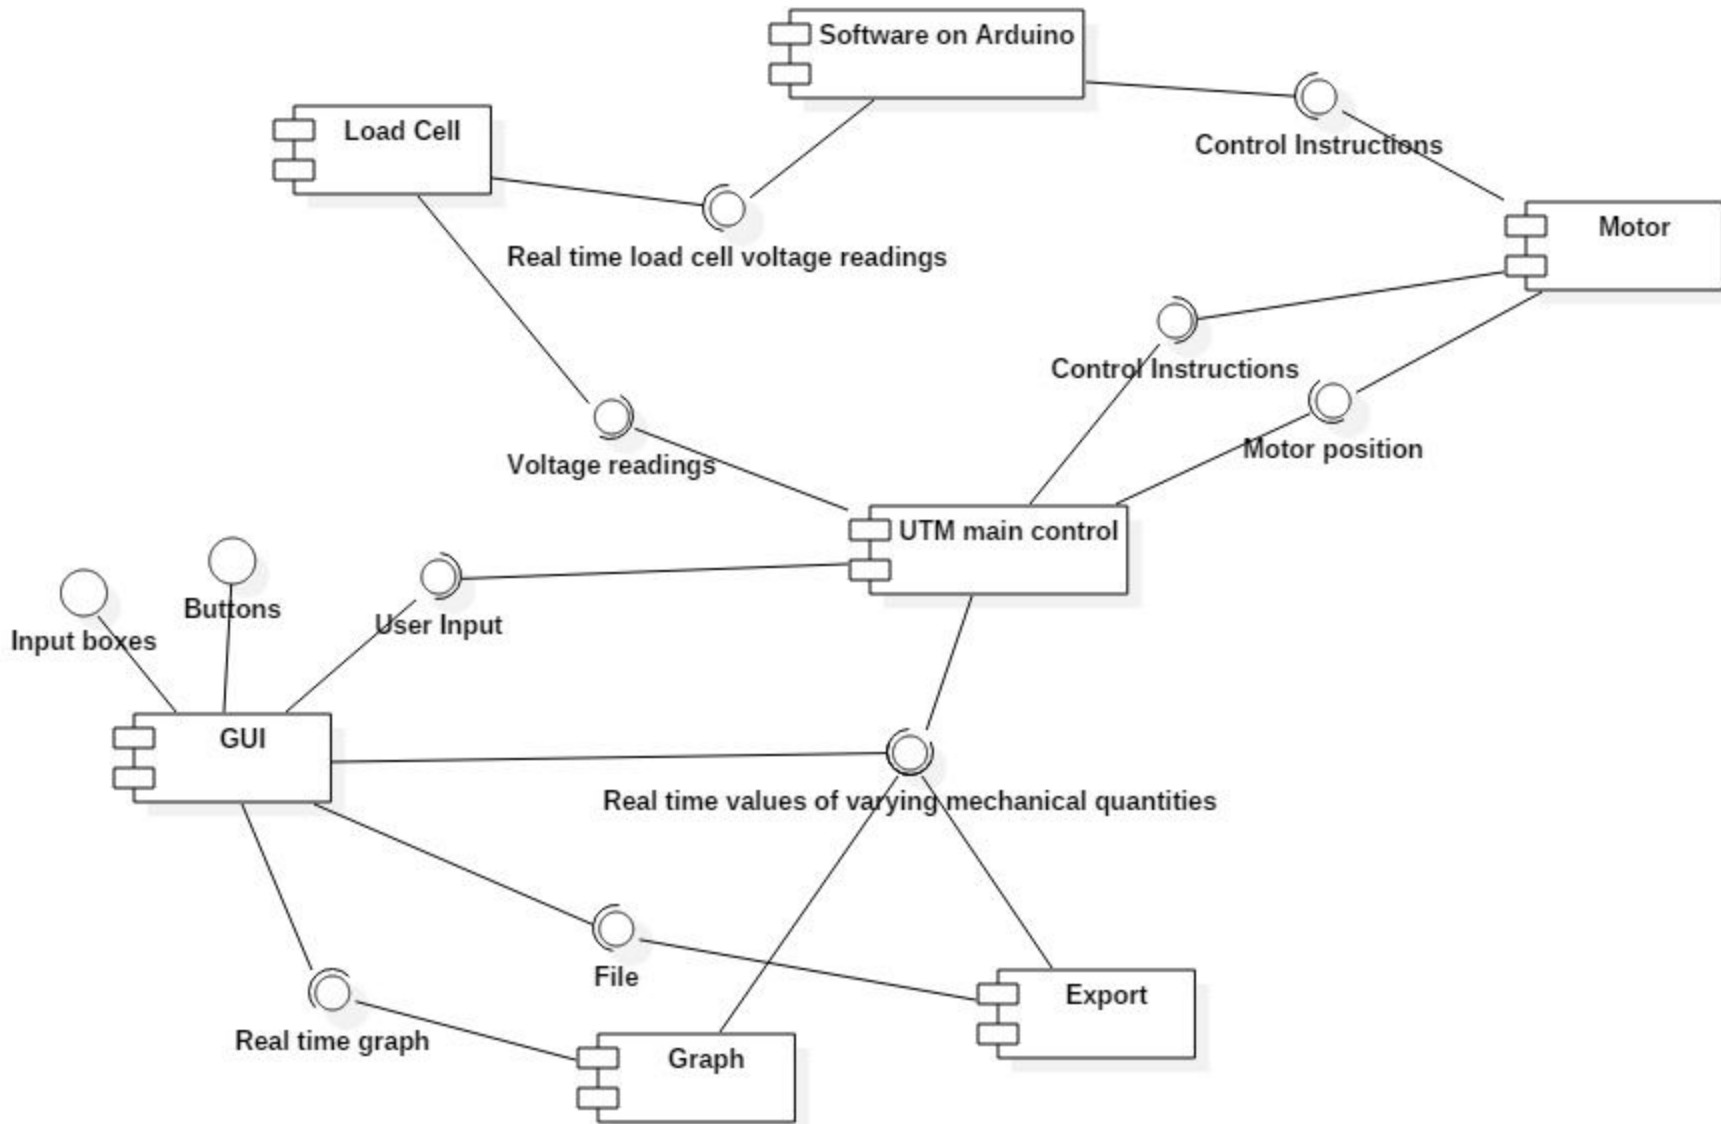 Software on Arduino
Load Cell
Control Instructions
Motor
Real time load cell voltage readings
Control Instructions
Motor position
Voltage readings
UTM main control
Buttons
User Input
Input boxes
GUI
Real time values of varying mechanical quantities
File
Export
Real time graph
Graph